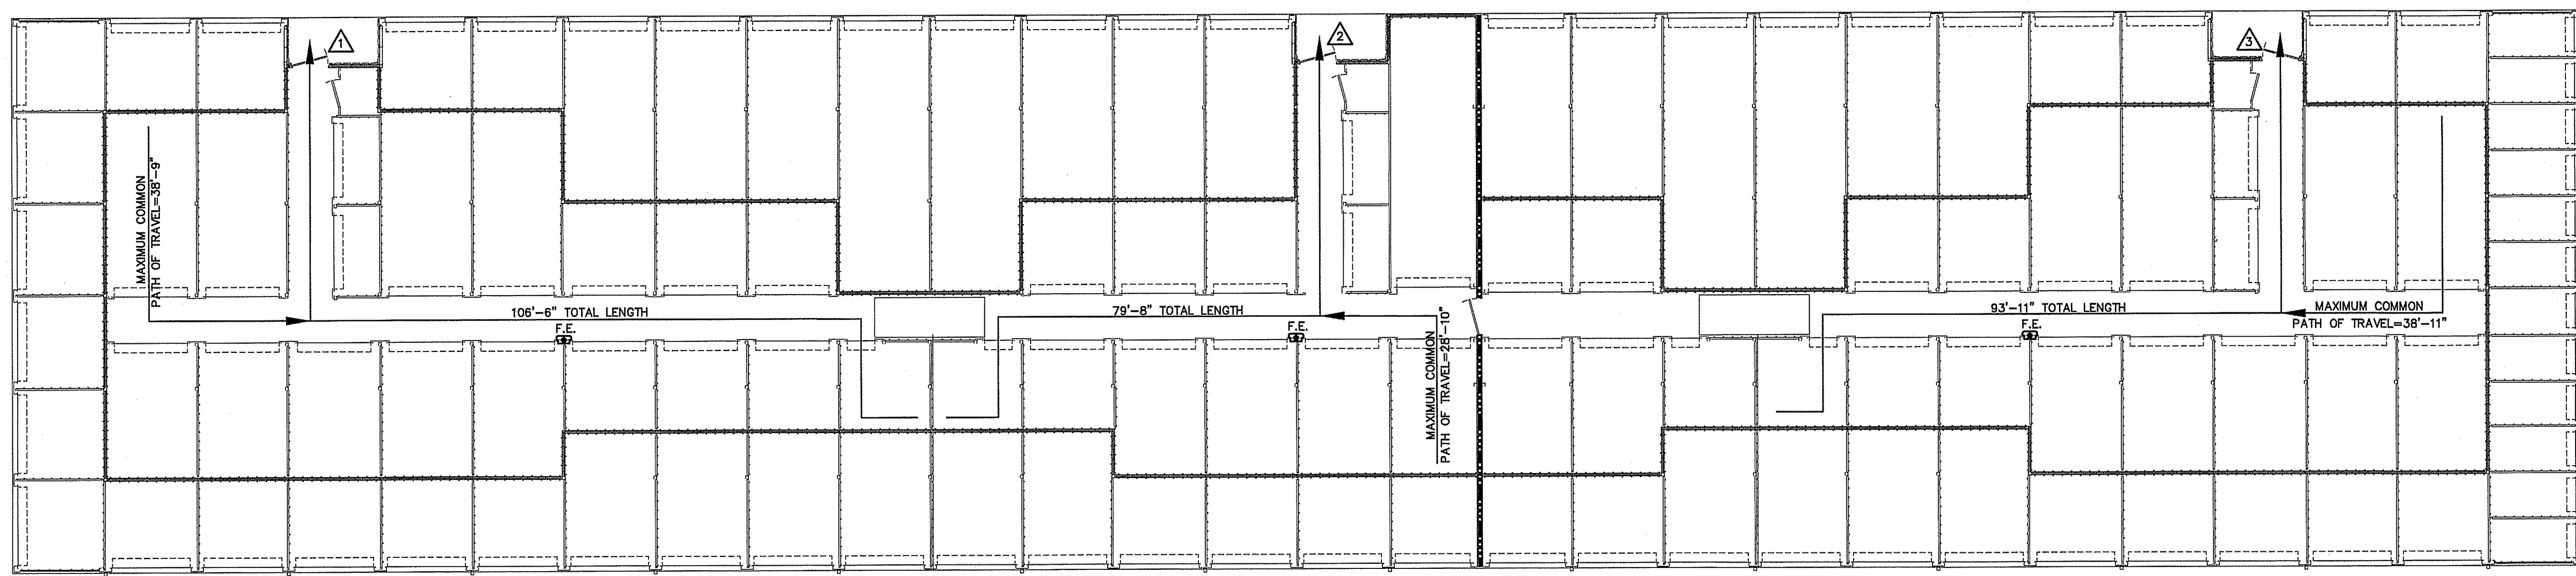 1
2
3
MAXIMUM COMMON
PATH OF TRAVEL=38'-9"
106'-6" TOTAL LENGTH
F.E.
79'-8" TOTAL LENGTH
F.E.
MAXIMUM COMMON
PATH OF TRAVEL=28'-10"
93'-11" TOTAL LENGTH
F.E.
MAXIMUM COMMON
PATH OF TRAVEL=38'-11"